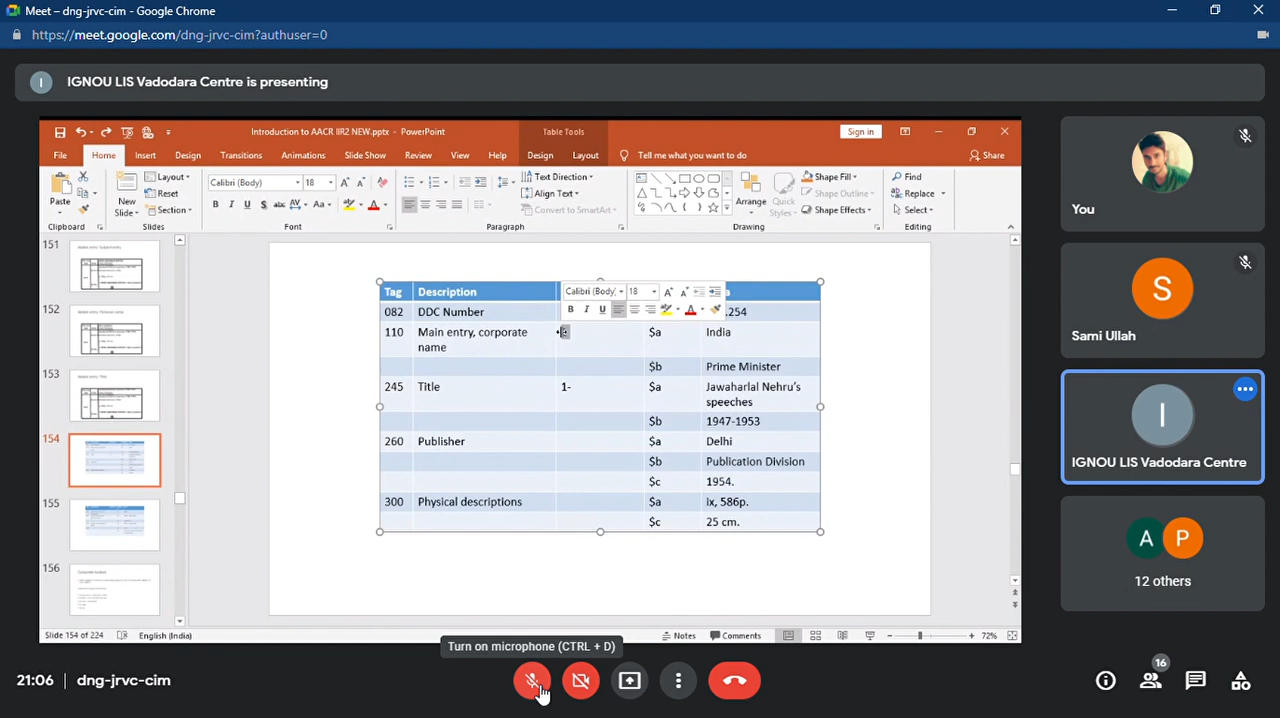 Meet – dng-jrvc-cim - Google Chrome
https://meet.google.com/dng-jrvc-cim?authuser=0
I IGNOU LIS Vadodara Centre is presenting
Introduction to AACR IIR2 NEW.pptx - PowerPoint
Table Tools
Sign in
File Home Insert Design Transitions Animations Slide Show Review View Help Design Layout Tell me what you want to do Share
Paste
Clipboard
New Slide
Layout
Reset
Section
Slides
Calibri (Body) 18
B I U S abc AV Aa A
Font
Text Direction
Align Text
Convert to SmartArt
Paragraph
Arrange
Quick Styles
Shape Fill
Shape Outline
Shape Effects
Drawing
Find
Replace
Select
Editing
151
152
153
154
155
156
Calibri (Body) 18
B I U
Tag Description
082 DDC Number .254
110 Main entry, corporate name $a India
$b Prime Minister
245 Title 1- $a Jawaharlal Nehru's speeches
$b 1947-1953
260 Publisher $a Delhi
$b Publication Division
$c 1954.
300 Physical descriptions $a ix, 586p.
$c 25 cm.
Slide 154 of 224 English (India) Notes Comments 72%
You
S
Sami Ullah
I
IGNOU LIS Vadodara Centre
A P
12 others
Turn on microphone (CTRL + D)
21:06 | dng-jrvc-cim
16